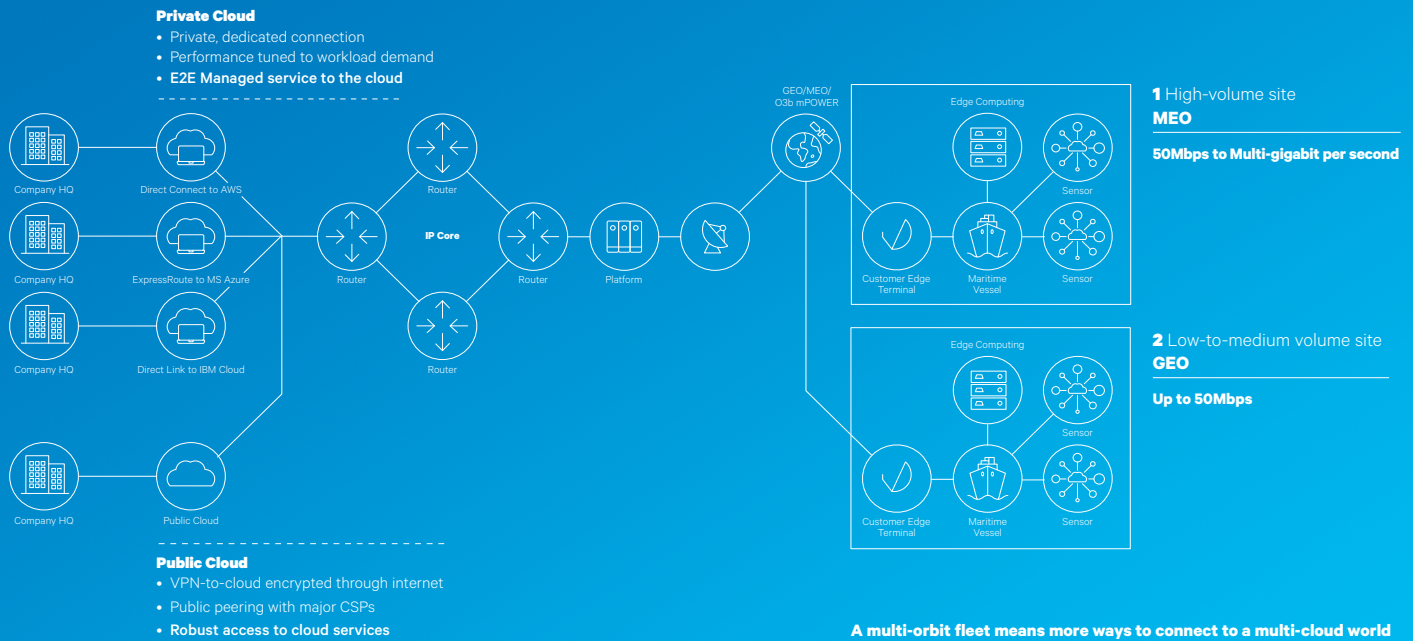 Private Cloud
• Private, dedicated connection
• Performance tuned to workload demand
• E2E Managed service to the cloud
Company HQ
Direct Connect to AWS
Company HQ
ExpressRoute to MS Azure
Company HQ
Direct Link to IBM Cloud
Company HQ
Public Cloud
Router
Router
IP Core
Router
Router
Platform
GEO/MEO/
O3b mPOWER
Edge Computing
Sensor
Customer Edge
Terminal
Maritime
Vessel
Sensor
1 High-volume site
MEO
50Mbps to Multi-gigabit per second
Edge Computing
Sensor
Customer Edge
Terminal
Maritime
Vessel
Sensor
2 Low-to-medium volume site
GEO
Up to 50Mbps
Public Cloud
• VPN-to-cloud encrypted through internet
• Public peering with major CSPs
• Robust access to cloud services
A multi-orbit fleet means more ways to connect to a multi-cloud world